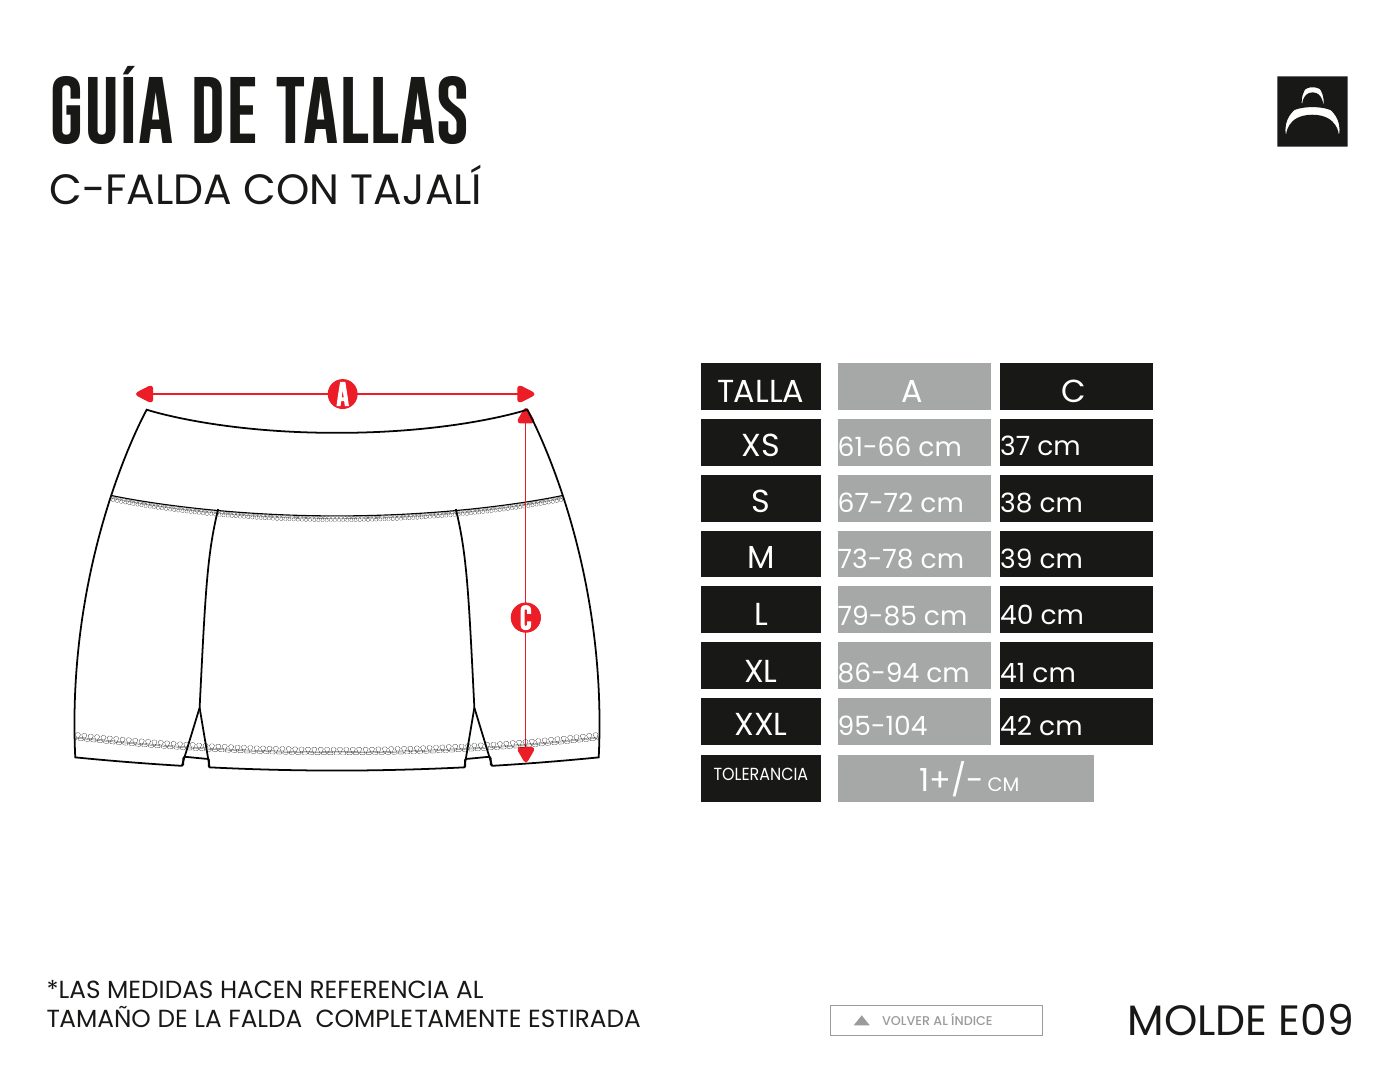 GUÍA DE TALLAS
C-FALDA CON TAJALÍ
A
C
TALLA A C
XS 61-66 cm 37 cm
S 67-72 cm 38 cm
M 73-78 cm 39 cm
L 79-85 cm 40 cm
XL 86-94 cm 41 cm
XXL 95-104 42 cm
TOLERANCIA 1+/- CM
*LAS MEDIDAS HACEN REFERENCIA AL
TAMAÑO DE LA FALDA COMPLETAMENTE ESTIRADA
VOLVER AL ÍNDICE
MOLDE E09